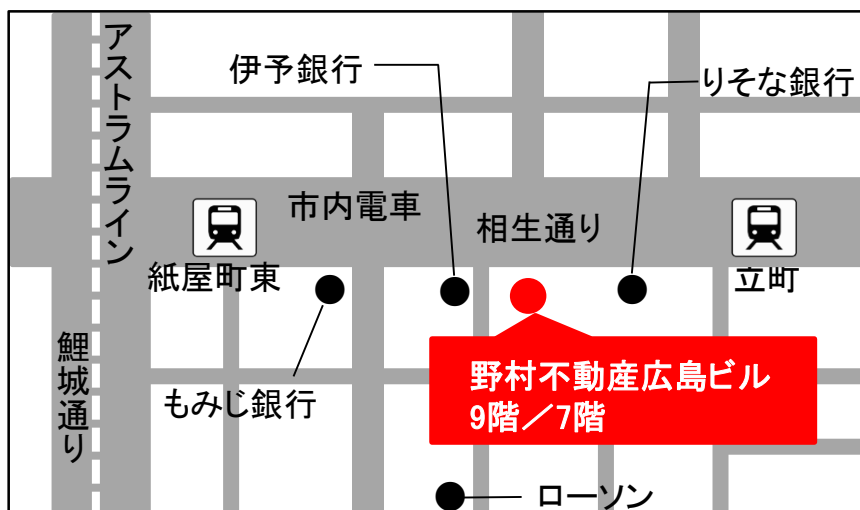 アストラムライン
伊予銀行
りそな銀行
市内電車
相生通り
紙屋町東
立町
鯉城通り
もみじ銀行
野村不動産広島ビル
9階／7階
ローソン